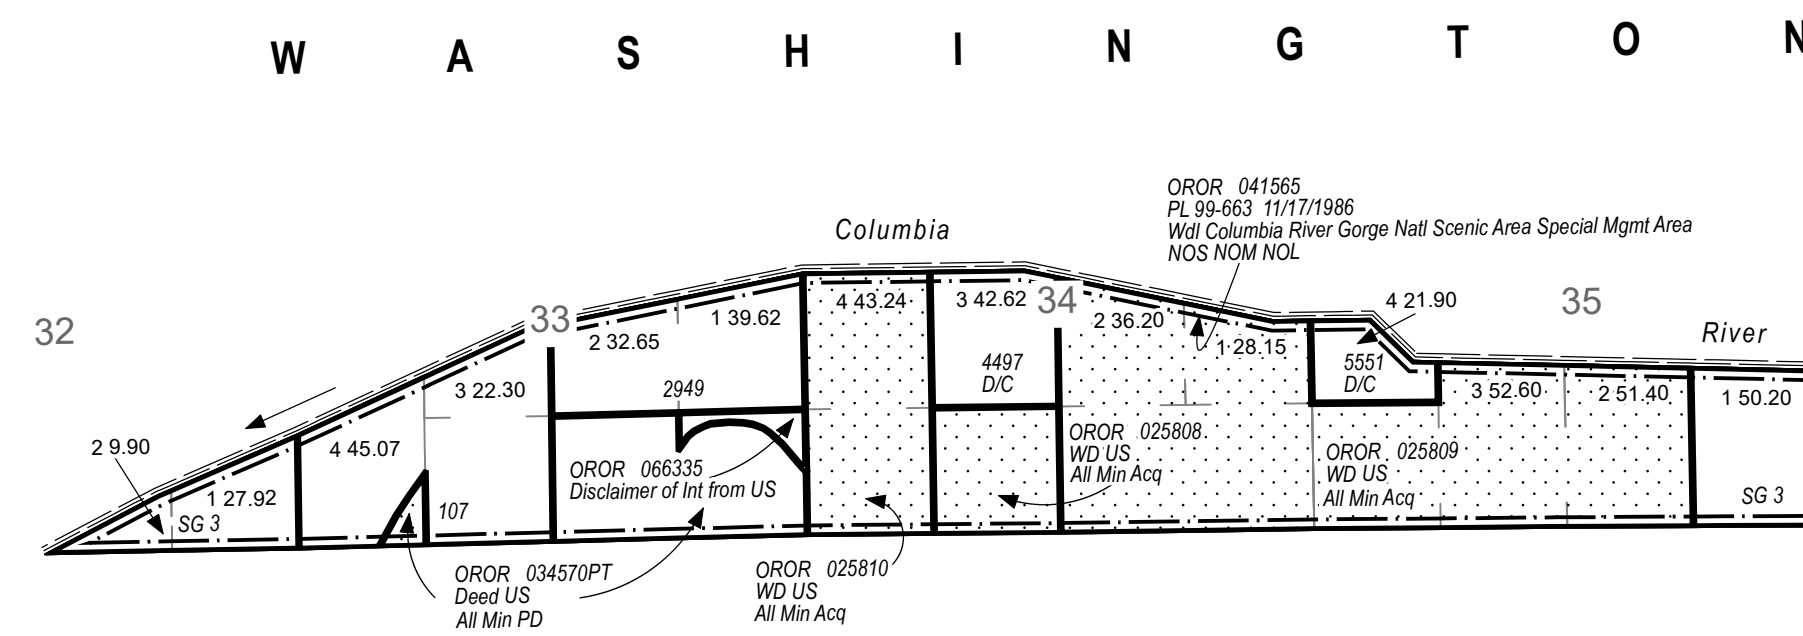 W A S H I N G T O N
OROR 041565
PL 99-663 11/17/1986
Wdl Columbia River Gorge Natl Scenic Area Special Mgmt Area
NOS NOM NOL
Columbia
River
32
33
34
35
4 43.24
3 42.62
4 21.90
1 39.62
2 32.65
2 36.20
1 28.15
4497
D/C
5551
D/C
3 22.30
2949
3 52.60
2 51.40
1 50.20
2 9.90
4 45.07
OROR 025808
WD US
All Min Acq
OROR 025809
WD US
All Min Acq
OROR 066335
Disclaimer of Int from US
1 27.92
SG 3
107
SG 3
OROR 034570PT
Deed US
All Min PD
OROR 025810
WD US
All Min Acq